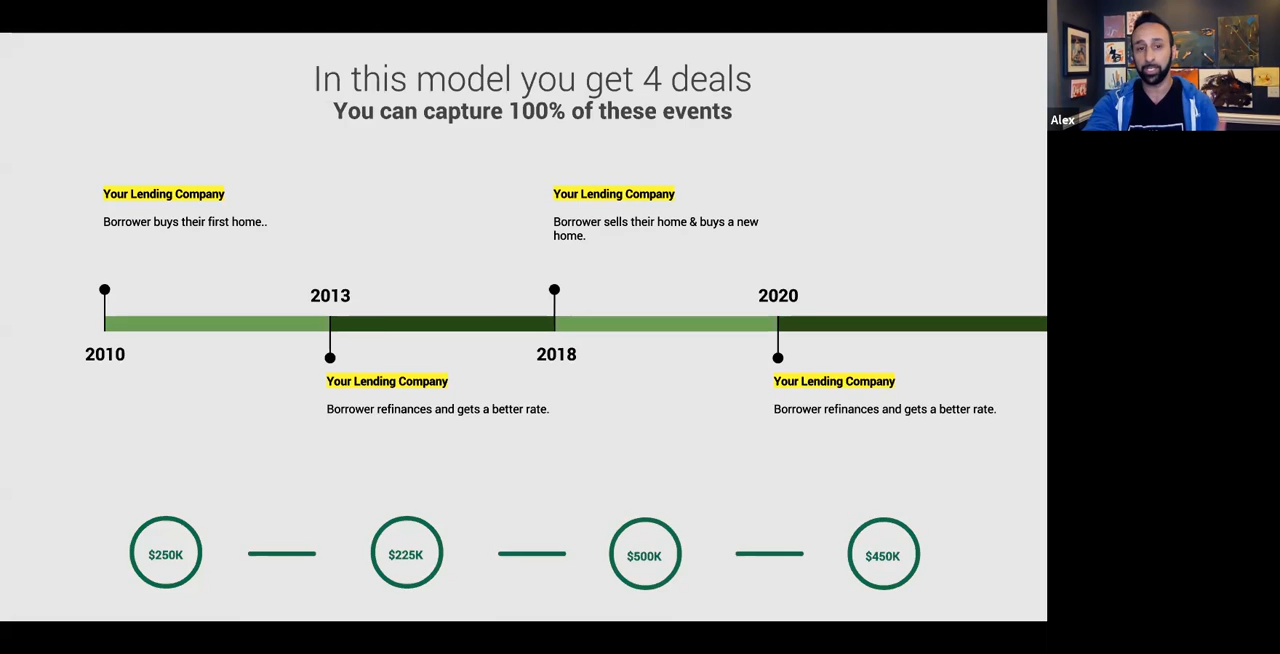 In this model you get 4 deals
You can capture 100% of these events
Alex
Your Lending Company
Borrower buys their first home..
Your Lending Company
Borrower sells their home & buys a new
home.
2013
2020
2010
2018
Your Lending Company
Borrower refinances and gets a better rate.
Your Lending Company
Borrower refinances and gets a better rate.
$250K
$225K
$500K
$450K